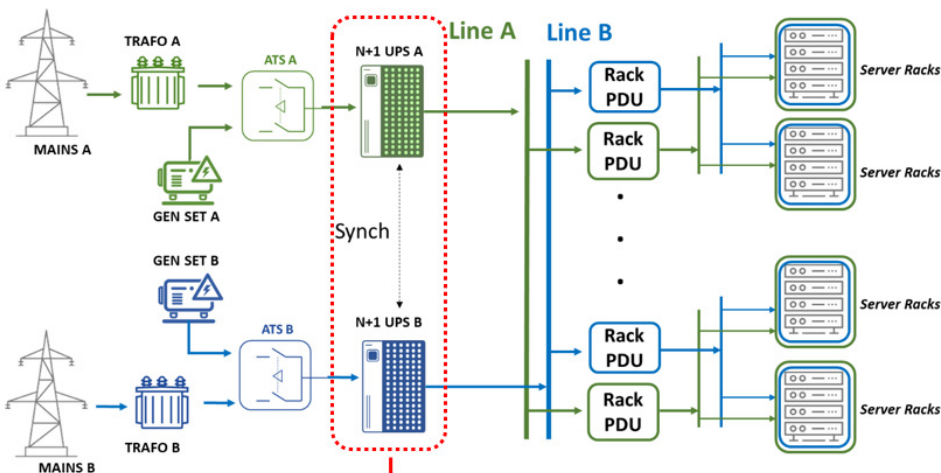 Line A
Line B
TRAFO A
ATS A
N+1 UPS A
MAINS A
GEN SET A
Rack
PDU
Rack
PDU
Server Racks
Server Racks
Synch
GEN SET B
ATS B
N+1 UPS B
MAINS B
TRAFO B
Rack
PDU
Rack
PDU
Server Racks
Server Racks